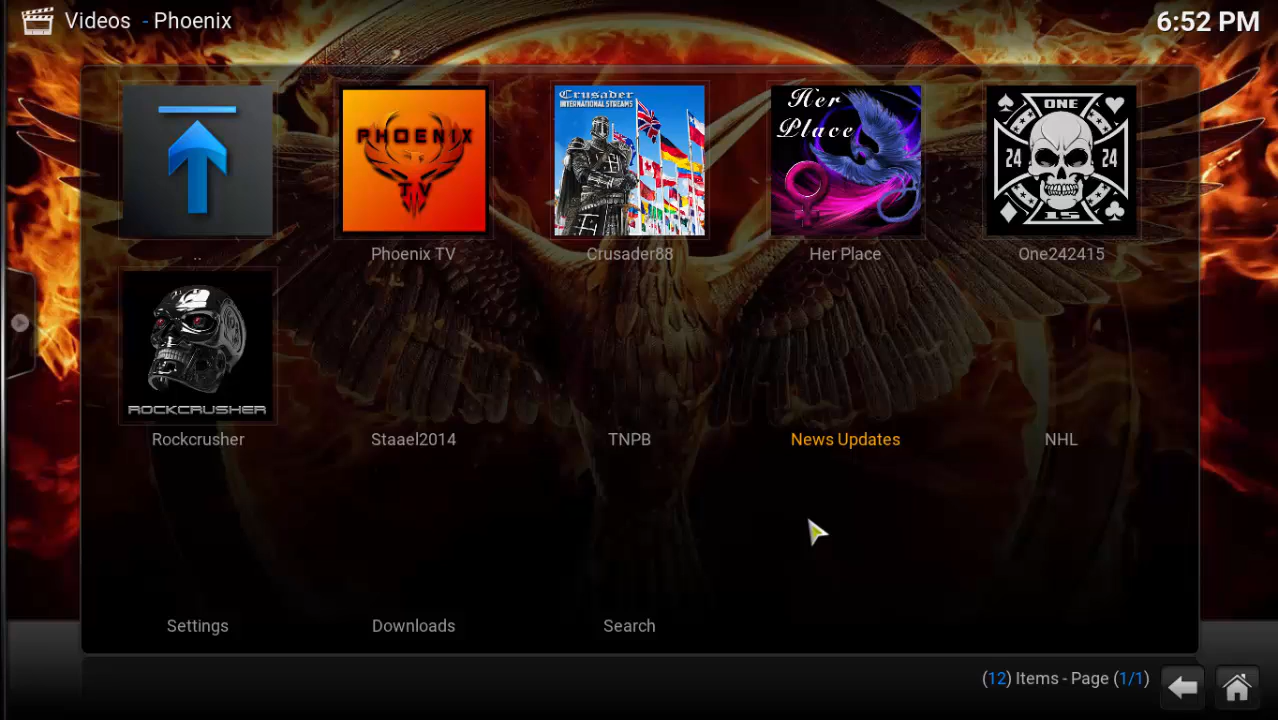 Videos - Phoenix
6:52 PM
PHOENIX
TV
Crusader
INTERNATIONAL STREAMS
Her
Place
ONE
24 24
15
..
Phoenix TV
Crusader88
Her Place
One242415
ROCKCRUSHER
Rockcrusher
Staael2014
TNPB
News Updates
NHL
Settings
Downloads
Search
(12) Items - Page (1/1)